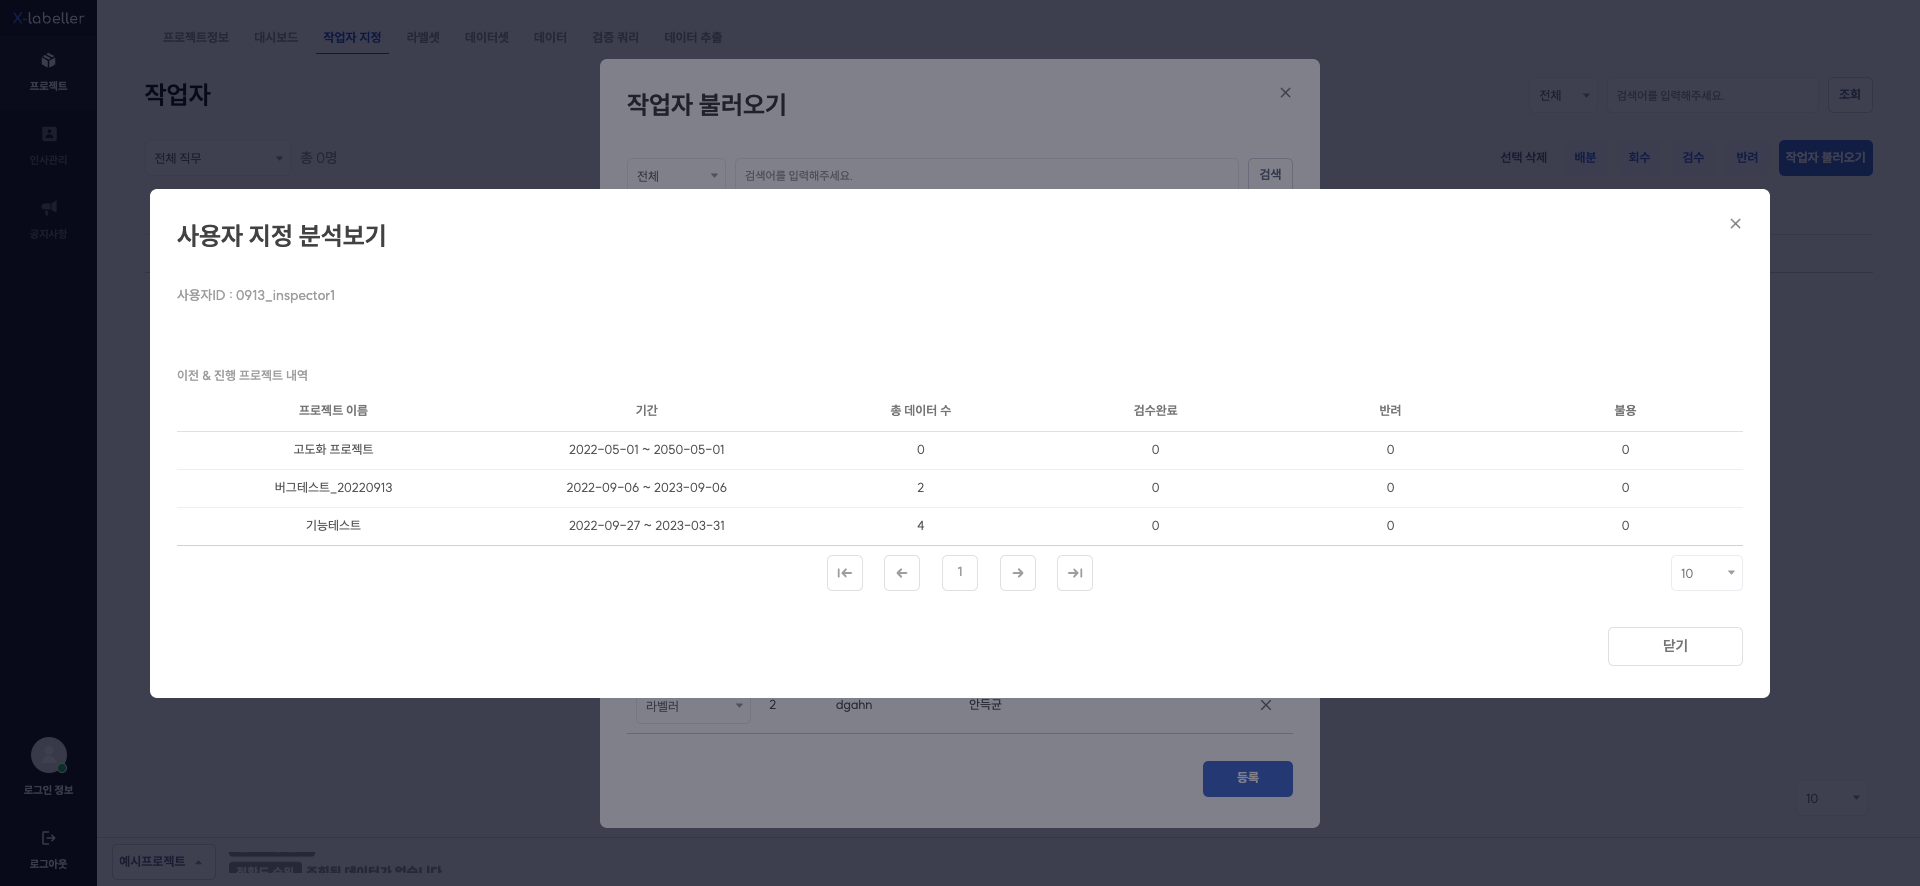 X-labeller
프로젝트
인사관리
공지사항
로그인 정보
로그아웃
프로젝트정보 대시보드 작업자 지정 라벨셋 데이터셋 데이터 검증 쿼리 데이터 추출
작업자
전체 검색어를 입력해주세요. 조회
전체 직무 총 0명
선택 삭제 배분 회수 검수 반려 작업자 불러오기
작업자 불러오기
전체 검색어를 입력해주세요. 검색
사용자 지정 분석보기
사용자ID : 0913_inspector1
이전 & 진행 프로젝트 내역
프로젝트 이름 기간 총 데이터 수 검수완료 반려 불용
고도화 프로젝트 2022-05-01 ~ 2050-05-01 0 0 0 0
버그테스트_20220913 2022-09-06 ~ 2023-09-06 2 0 0 0
기능테스트 2022-09-27 ~ 2023-03-31 4 0 0 0
1
10
닫기
라벨러 2 dgahn 안득균
등록
10
예시프로젝트
조회된 데이터가 없습니다